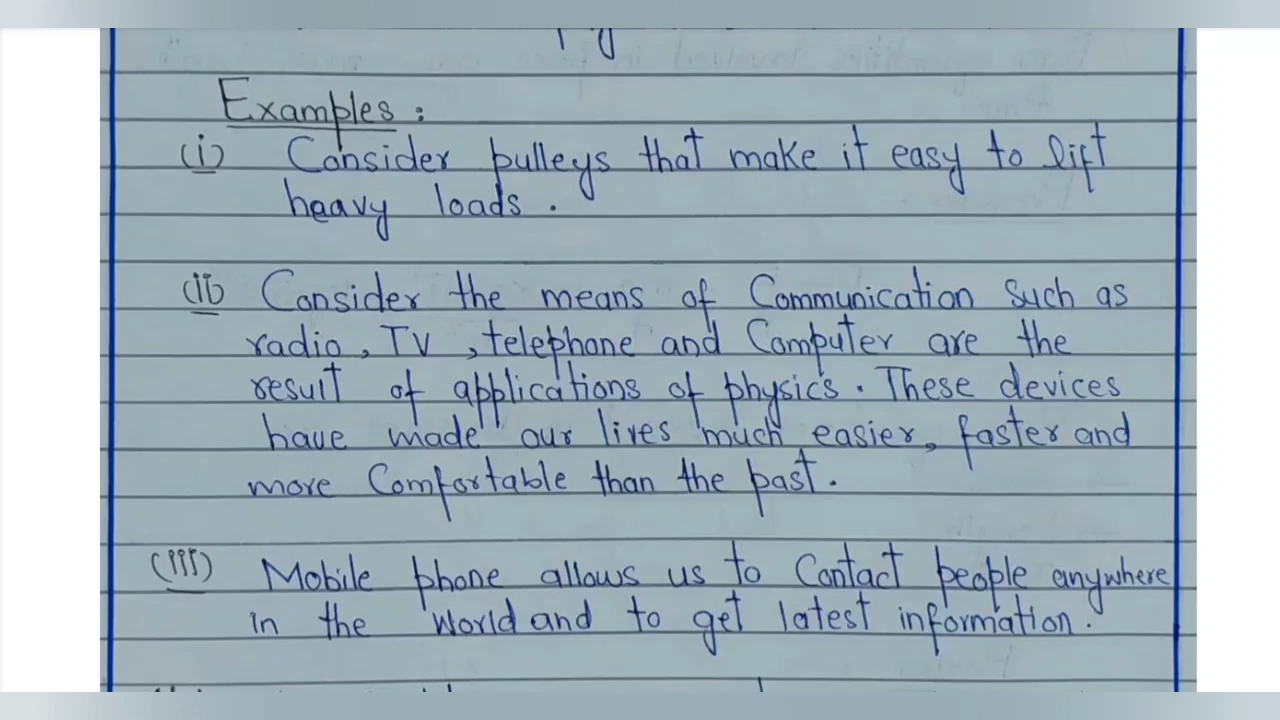 Examples :
(i) Consider pulleys that make it easy to lift
heavy loads .
(ii) Consider the means of Communication Such as
radio , TV , telephone and Computer are the
result of applications of physics . These devices
have made our lives much easier, faster and
more Comfortable than the past .
(iii) Mobile phone allows us to Contact people anywhere
in the World and to get latest information .